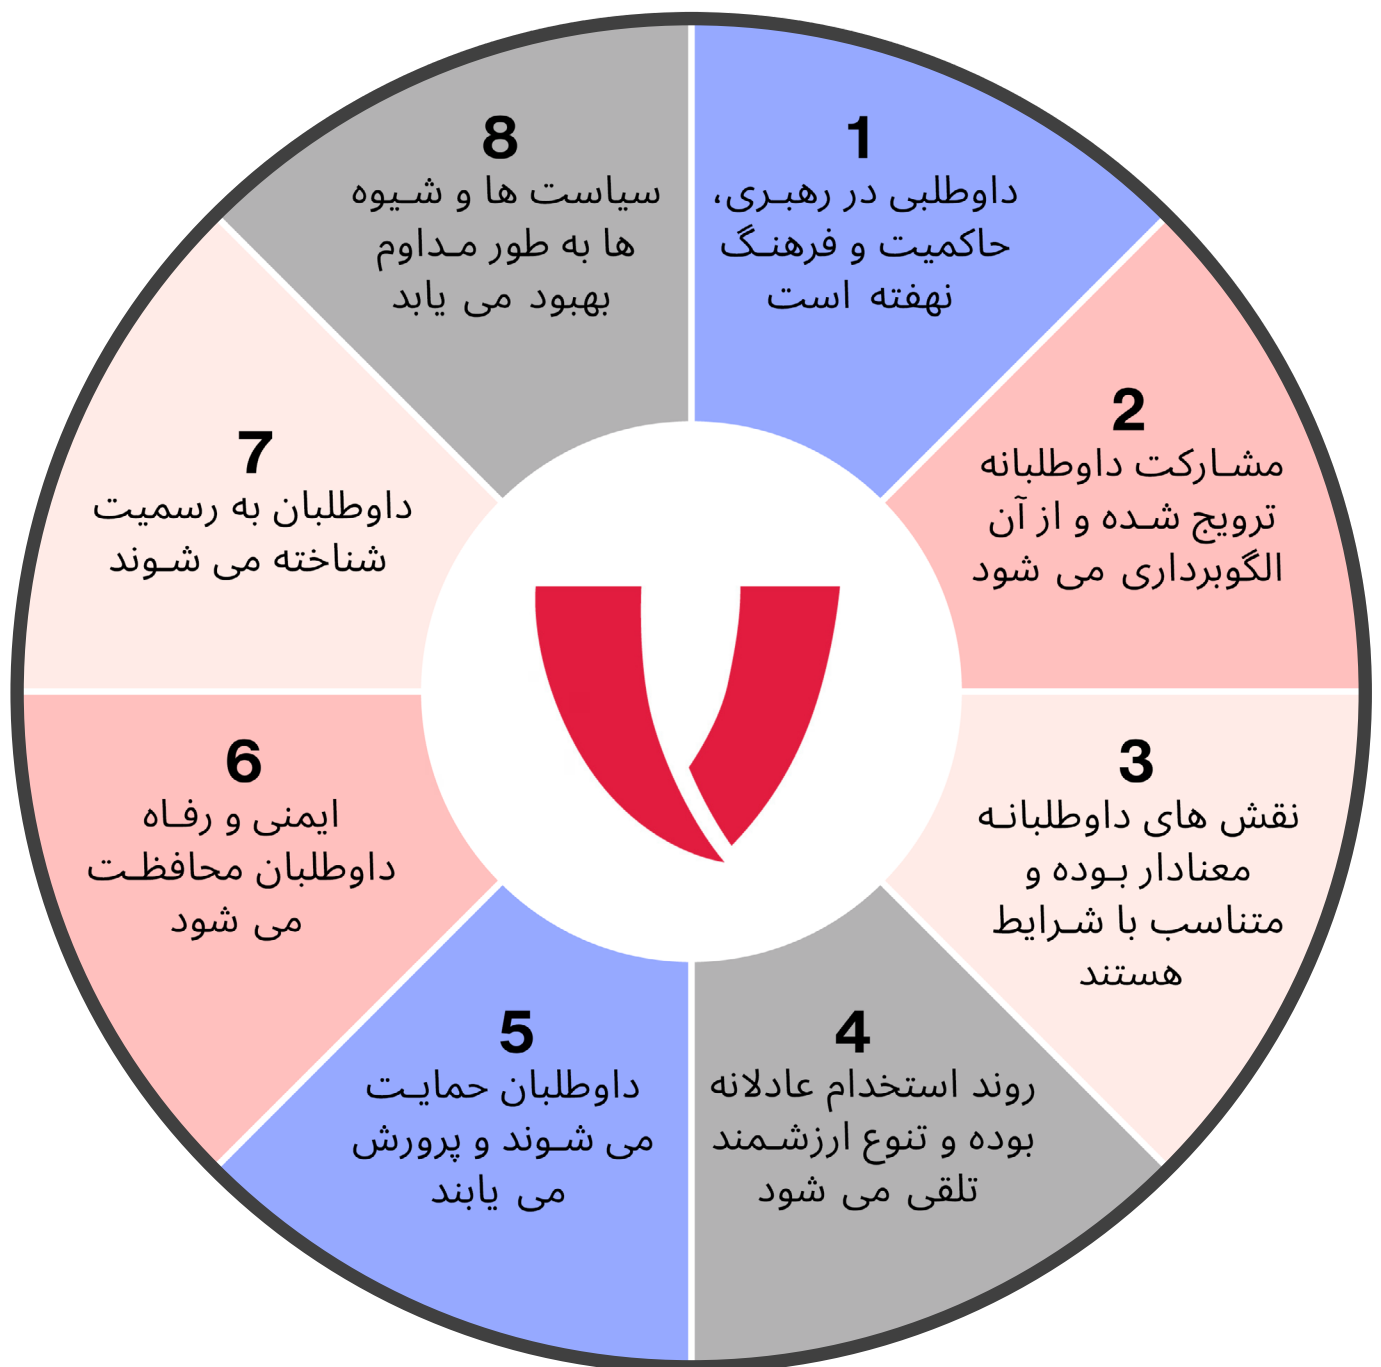 1
داوطلبی در رهبری،
حاکمیت و فرهنگ
نهفته است
2
مشارکت داوطلبانه
ترویج شده و از آن
الگوبرداری می شود
3
نقش های داوطلبانه
معنادار بوده و
متناسب با شرایط
هستند
4
روند استخدام عادلانه
بوده و تنوع ارزشمند
تلقی می شود
5
داوطلبان حمایت
می شوند و پرورش
می یابند
6
ایمنی و رفاه
داوطلبان محافظت
می شود
7
داوطلبان به رسمیت
شناخته می شوند
8
سیاست ها و شیوه
ها به طور مداوم
بهبود می یابد